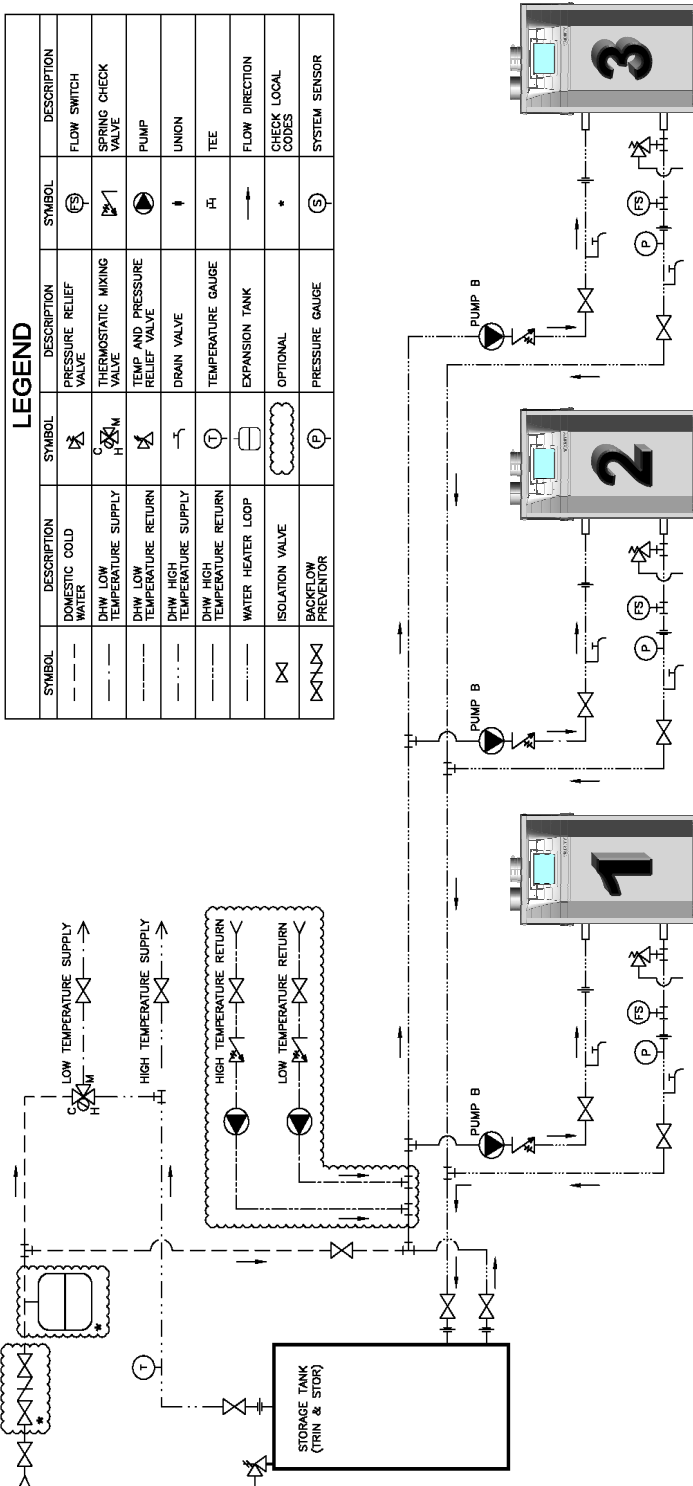 LEGEND
SYMBOL DESCRIPTION SYMBOL DESCRIPTION SYMBOL DESCRIPTION
DOMESTIC COLD
WATER
PRESSURE RELIEF
VALVE
FS
FLOW SWITCH
DHW LOW
TEMPERATURE SUPPLY
C
H
M
THERMOSTATIC MIXING
VALVE
SPRING CHECK
VALVE
DHW LOW
TEMPERATURE RETURN
TEMP AND PRESSURE
RELIEF VALVE
PUMP
DHW HIGH
TEMPERATURE SUPPLY
DRAIN VALVE
UNION
DHW HIGH
TEMPERATURE RETURN
T
TEMPERATURE GAUGE
TEE
WATER HEATER LOOP
EXPANSION TANK
FLOW DIRECTION
ISOLATION VALVE
OPTIONAL
*
CHECK LOCAL
CODES
BACKFLOW
PREVENTOR
P
PRESSURE GAUGE
S
SYSTEM SENSOR
LOW TEMPERATURE SUPPLY
C
H
M
HIGH TEMPERATURE SUPPLY
HIGH TEMPERATURE RETURN
LOW TEMPERATURE RETURN
*
*
T
STORAGE TANK
(TRIN & STOR)
PUMP B
P
FS
1
PUMP B
P
FS
2
PUMP B
P
FS
3